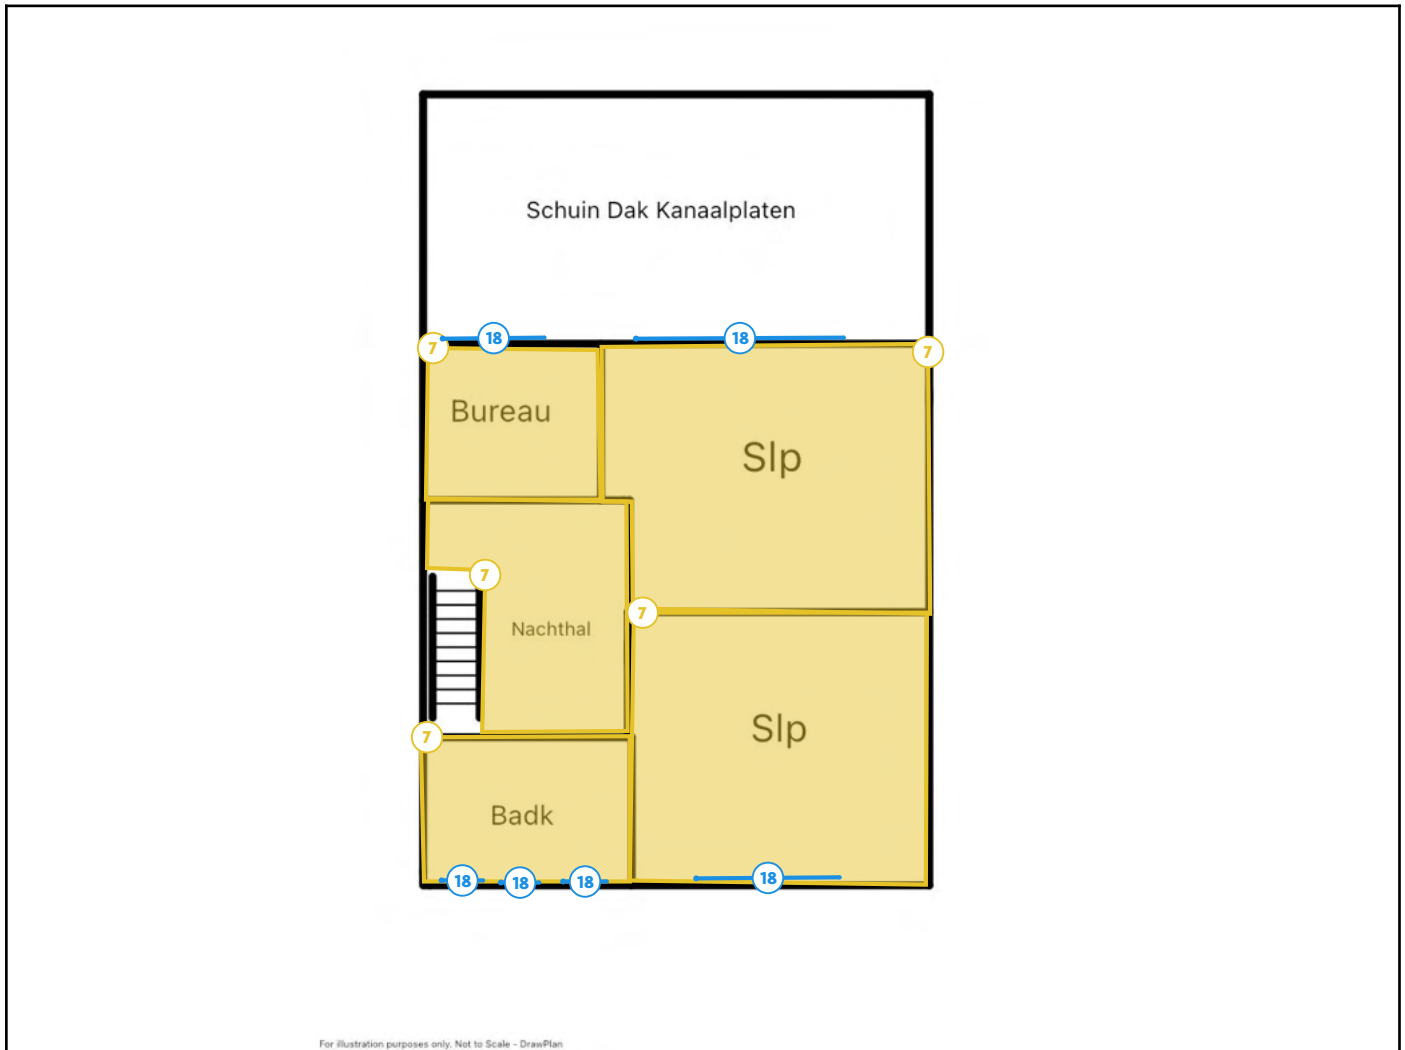 Schuin Dak Kanaalplaten
18
18
7
7
Bureau
Slp
7
7
Nachthal
Slp
7
Badk
18
18
18
18
For illustration purposes only. Not to Scale - DrawPlan